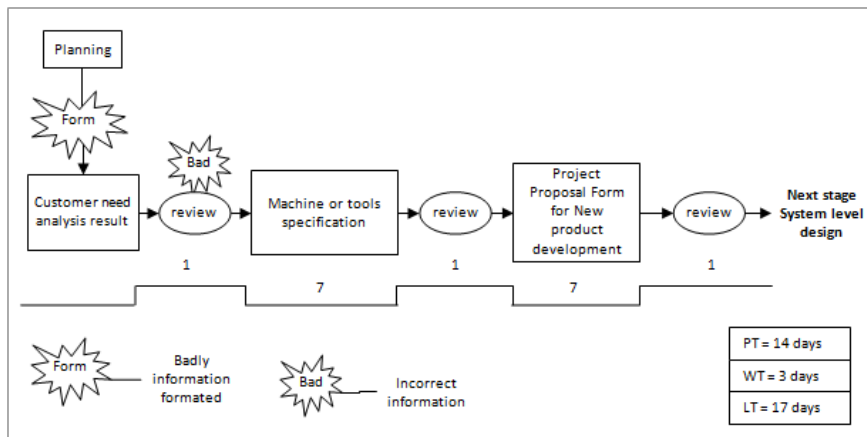 Planning
Form
Bad
Customer need
analysis result
review
Machine or tools
specification
review
Project
Proposal Form
for New
product
development
review
Next stage
System level
design
1
7
1
7
1
Form
Badly
information
formated
Bad
Incorrect
information
PT = 14 days
WT = 3 days
LT = 17 days